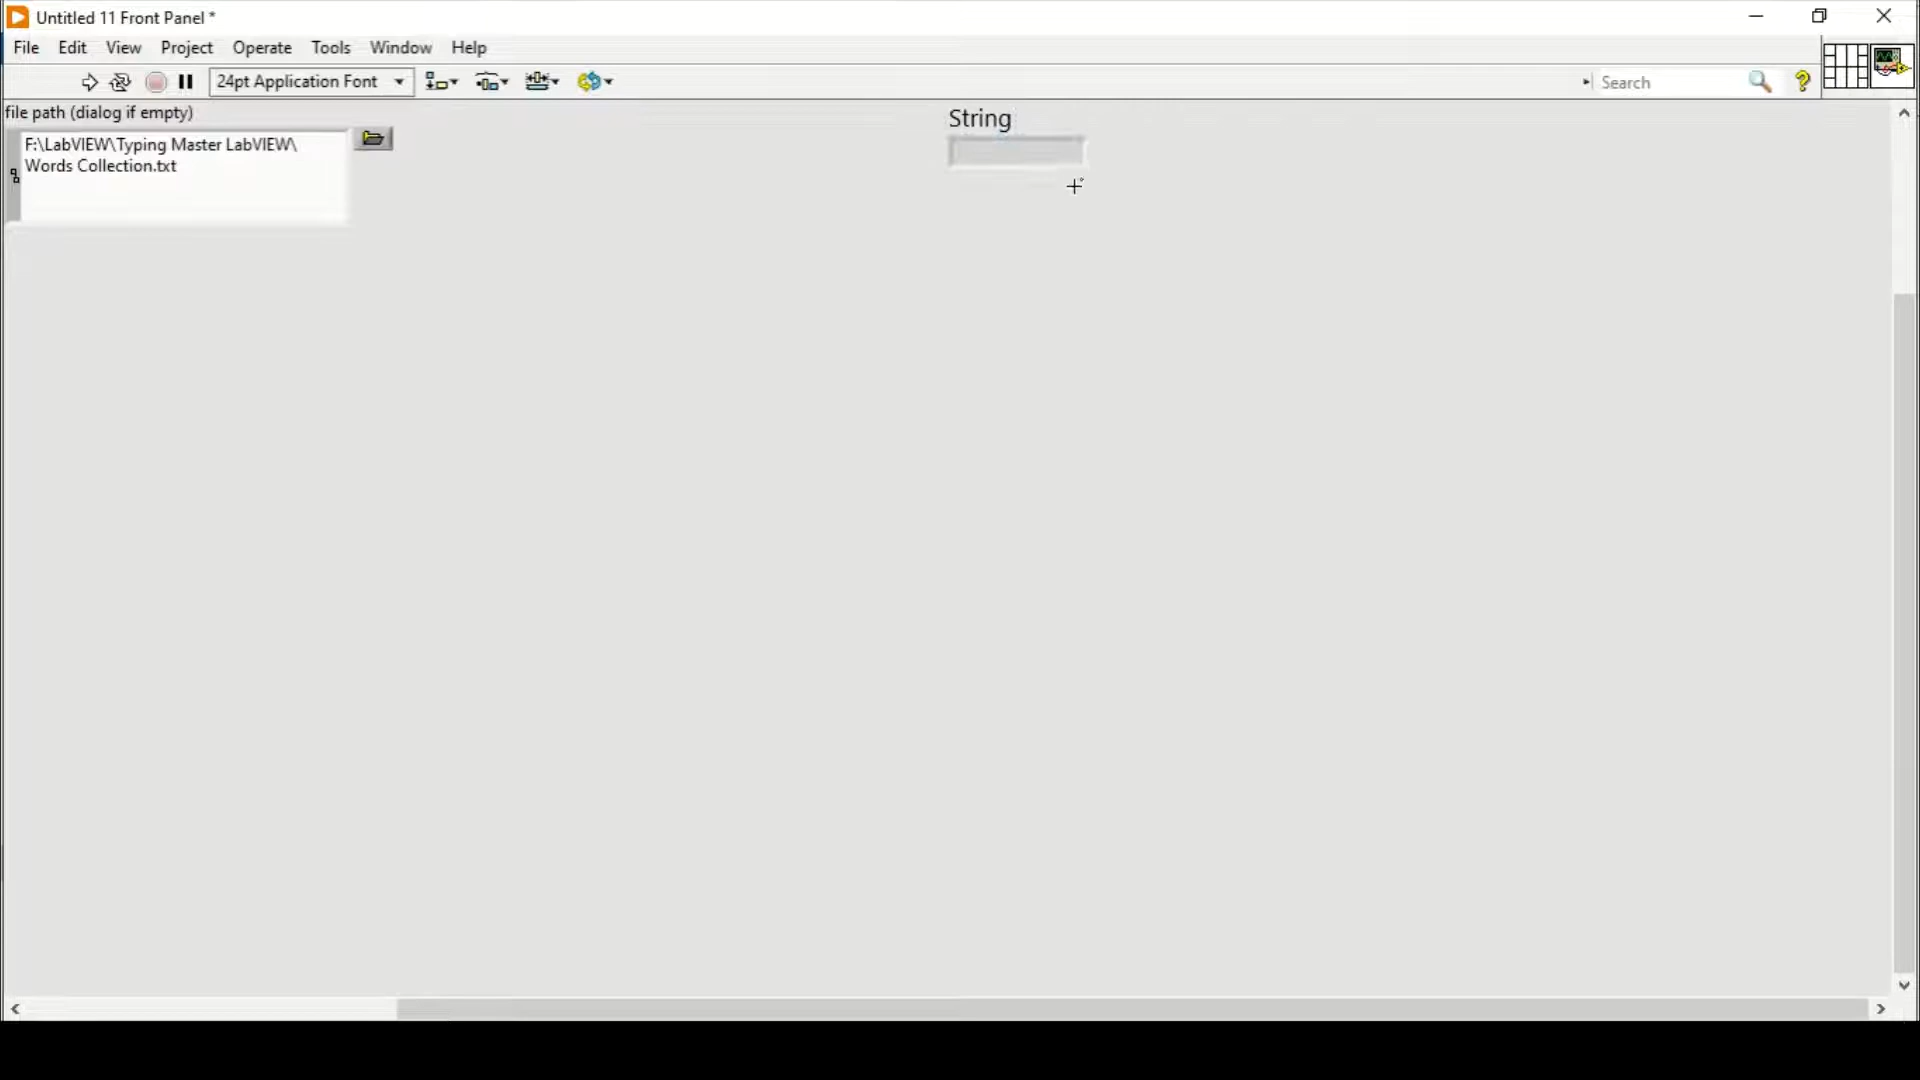 Untitled 11 Front Panel *
File Edit View Project Operate Tools Window Help
24pt Application Font
Search
?
file path (dialog if empty)
F:\LabVIEW\Typing Master LabVIEW\
Words Collection.txt
String